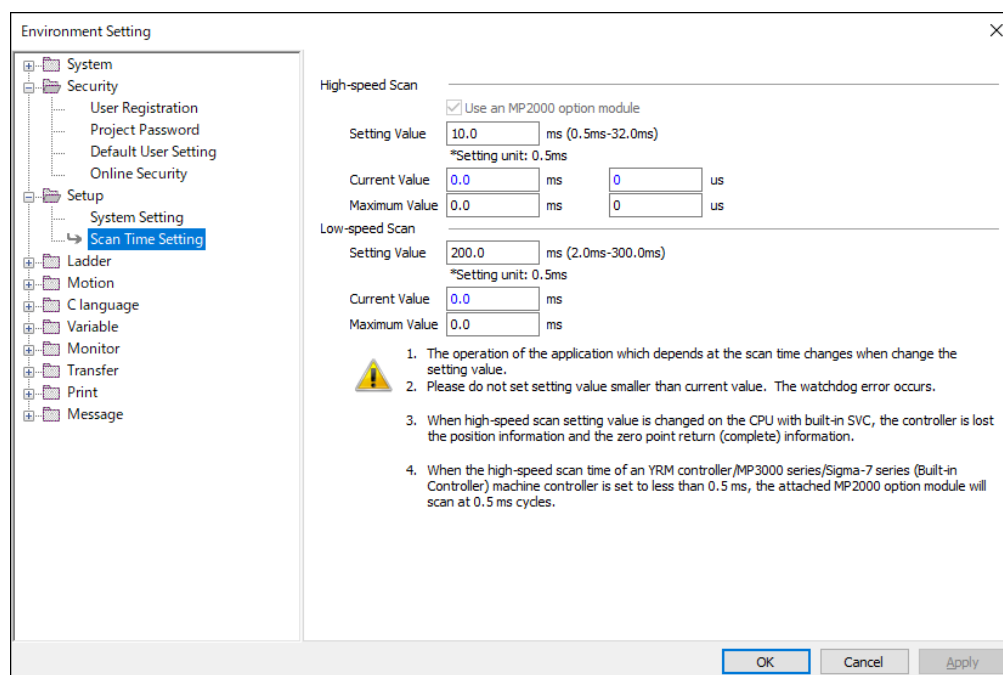 Environment Setting
System
Security
User Registration
Project Password
Default User Setting
Online Security
Setup
System Setting
Scan Time Setting
Ladder
Motion
C language
Variable
Monitor
Transfer
Print
Message
High-speed Scan
Use an MP2000 option module
Setting Value 10.0 ms (0.5ms-32.0ms)
*Setting unit: 0.5ms
Current Value 0.0 ms 0 us
Maximum Value 0.0 ms 0 us
Low-speed Scan
Setting Value 200.0 ms (2.0ms-300.0ms)
*Setting unit: 0.5ms
Current Value 0.0 ms
Maximum Value 0.0 ms
1. The operation of the application which depends at the scan time changes when change the
setting value.
2. Please do not set setting value smaller than current value. The watchdog error occurs.
3. When high-speed scan setting value is changed on the CPU with built-in SVC, the controller is lost
the position information and the zero point return (complete) information.
4. When the high-speed scan time of an YRM controller/MP3000 series/Sigma-7 series (Built-in
Controller) machine controller is set to less than 0.5 ms, the attached MP2000 option module will
scan at 0.5 ms cycles.
OK Cancel Apply